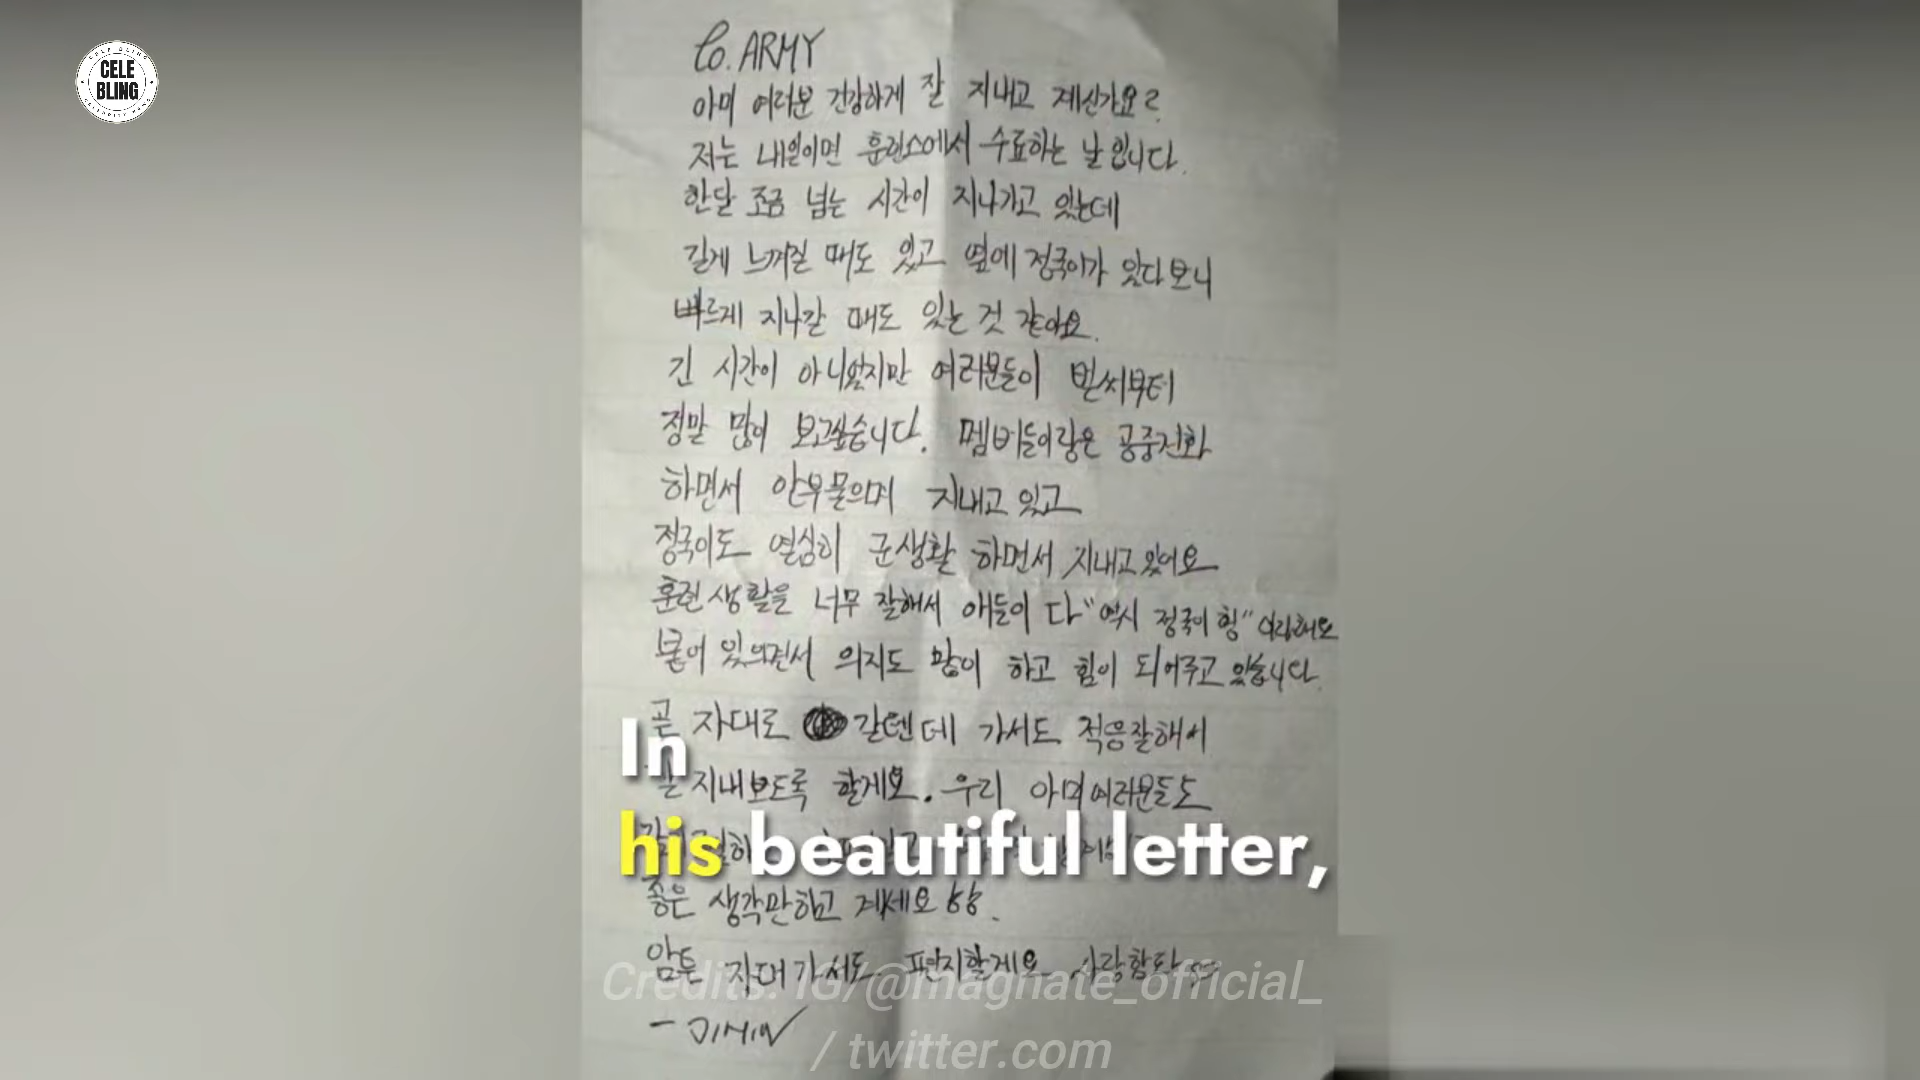 CELE BLING
CELEBRITY NEWS
To. ARMY
아미 여러분 건강하게 잘 지내고 계신가요?
저는 내일이면 훈련소에서 수료하는 날입니다.
한달 조금 넘는 시간이 지나가고 있는데
길게 느껴질 때도 있고 옆에 정국이가 있다보니
빠르게 지나갈 때도 있는 것 같아요.
긴 시간이 아니었지만 여러분들이 벌써부터
정말 많이 보고싶습니다. 멤버들이랑은 공중전화
하면서 안부 물으며 지내고 있고
정국이도 열심히 군생활 하면서 지내고 있어요
훈련생활을 너무 잘해서 애들이 다 "역시 정국이 형" 이라해요
붙어 있으면서 의지도 많이 하고 힘이 되어주고 있습니다.
곧 자대로 갈텐데 가서도 적응잘해서
지내보도록 할게요. 우리 아미 여러분들도
In
his beautiful letter,
좋은 생각만하고 계세요
암튼 자대가서도 편지할게요 사랑합니다
Credits: IG/@magnate_official_
/ twitter.com
- JIMIN